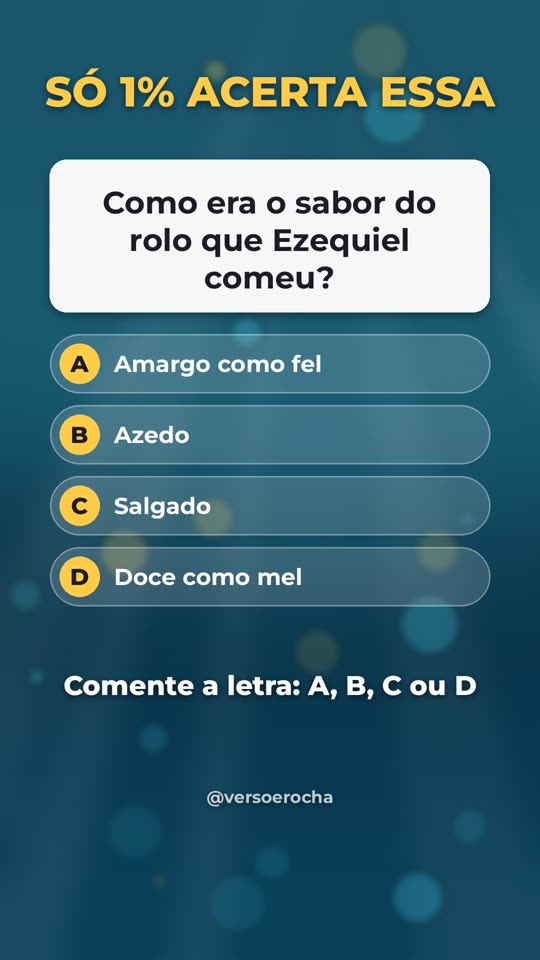 SÓ 1% ACERTA ESSA
Como era o sabor do
rolo que Ezequiel
comeu?
A Amargo como fel
B Azedo
C Salgado
D Doce como mel
Comente a letra: A, B, C ou D
@versoerocha